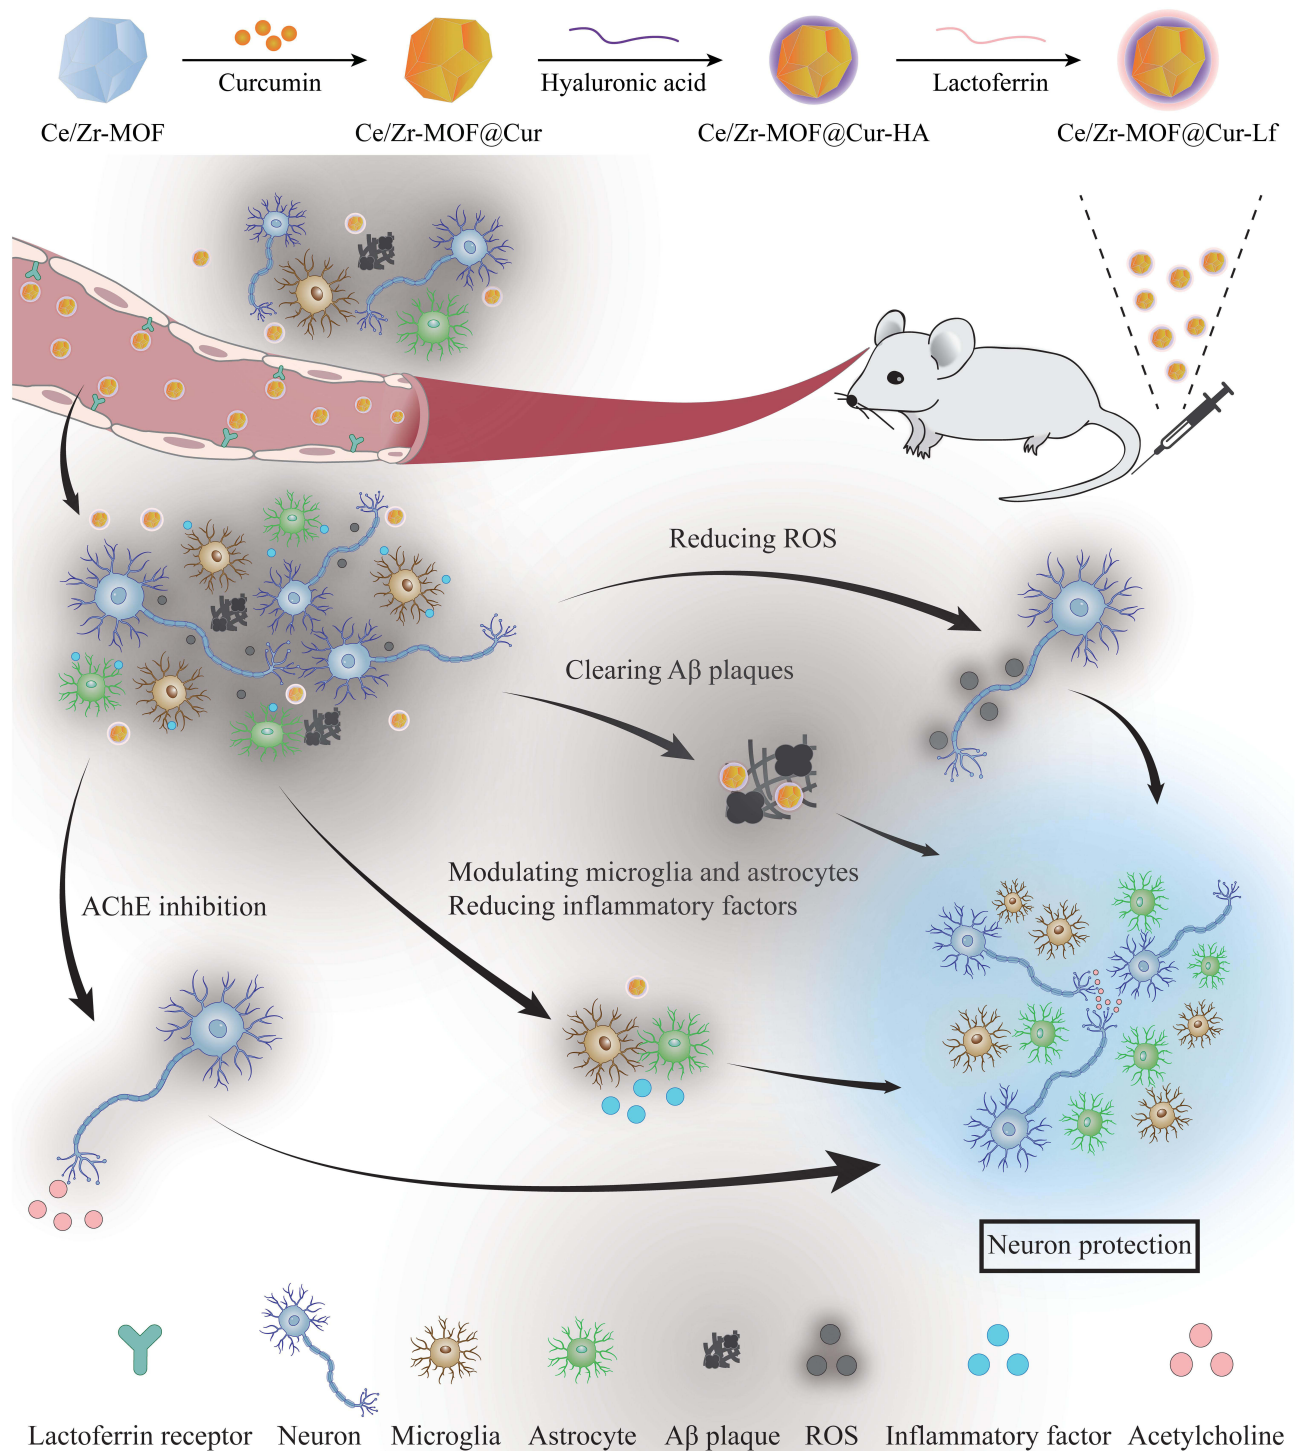 Curcumin
Hyaluronic acid
Lactoferrin
Ce/Zr-MOF
Ce/Zr-MOF@Cur
Ce/Zr-MOF@Cur-HA
Ce/Zr-MOF@Cur-Lf
Reducing ROS
Clearing Aβ plaques
Modulating microglia and astrocytes
Reducing inflammatory factors
AChE inhibition
Neuron protection
Lactoferrin receptor
Neuron
Microglia
Astrocyte
Aβ plaque
ROS
Inflammatory factor
Acetylcholine